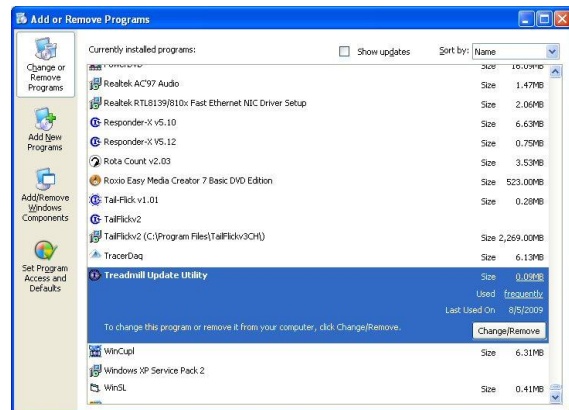 Add or Remove Programs
Change or
Remove
Programs
Add New
Programs
Add/Remove
Windows
Components
Set Program
Access and
Defaults
Currently installed programs:
Show updates
Sort by: Name
PowerDVD Size 16.09MB
Realtek AC'97 Audio Size 1.47MB
Realtek RTL8139/810x Fast Ethernet NIC Driver Setup Size 2.06MB
Responder-X v5.10 Size 6.63MB
Responder-X V5.12 Size 0.75MB
Rota Count v2.03 Size 3.53MB
Roxio Easy Media Creator 7 Basic DVD Edition Size 523.00MB
Tail-Flick v1.01 Size 0.28MB
TailFlickv2
TailFlickv2 (C:\Program Files\TailFlickv3CH\) Size 2,269.00MB
TracerDaq Size 6.13MB
Treadmill Update Utility Size 0.09MB
Used frequently
Last Used On 8/5/2009
To change this program or remove it from your computer, click Change/Remove. Change/Remove
WinCupl Size 6.31MB
Windows XP Service Pack 2
WinSL Size 0.41MB